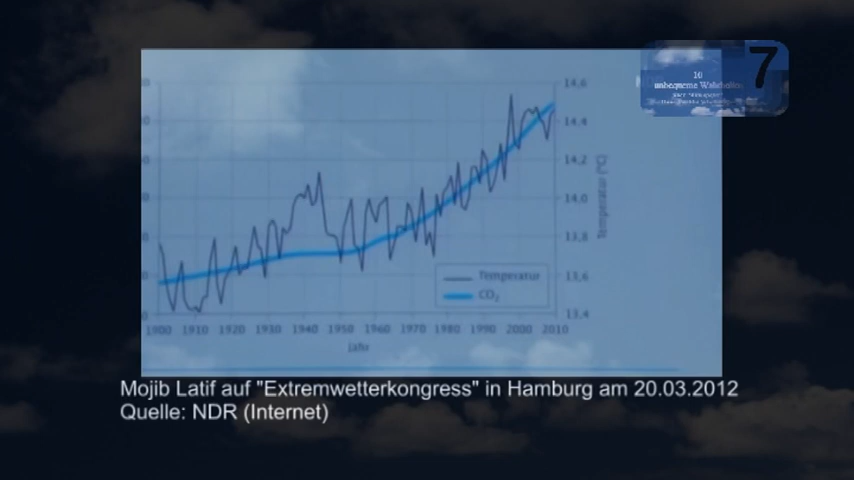 7
10
unbequeme Wahrheiten
14,6
14,4
14,2
14,0
13,8
13,6
13,4
Temperatur (°C)
Temperatur
CO₂
1900 1910 1920 1930 1940 1950 1960 1970 1980 1990 2000 2010
Jahr
Mojib Latif auf "Extremwetterkongress" in Hamburg am 20.03.2012
Quelle: NDR (Internet)